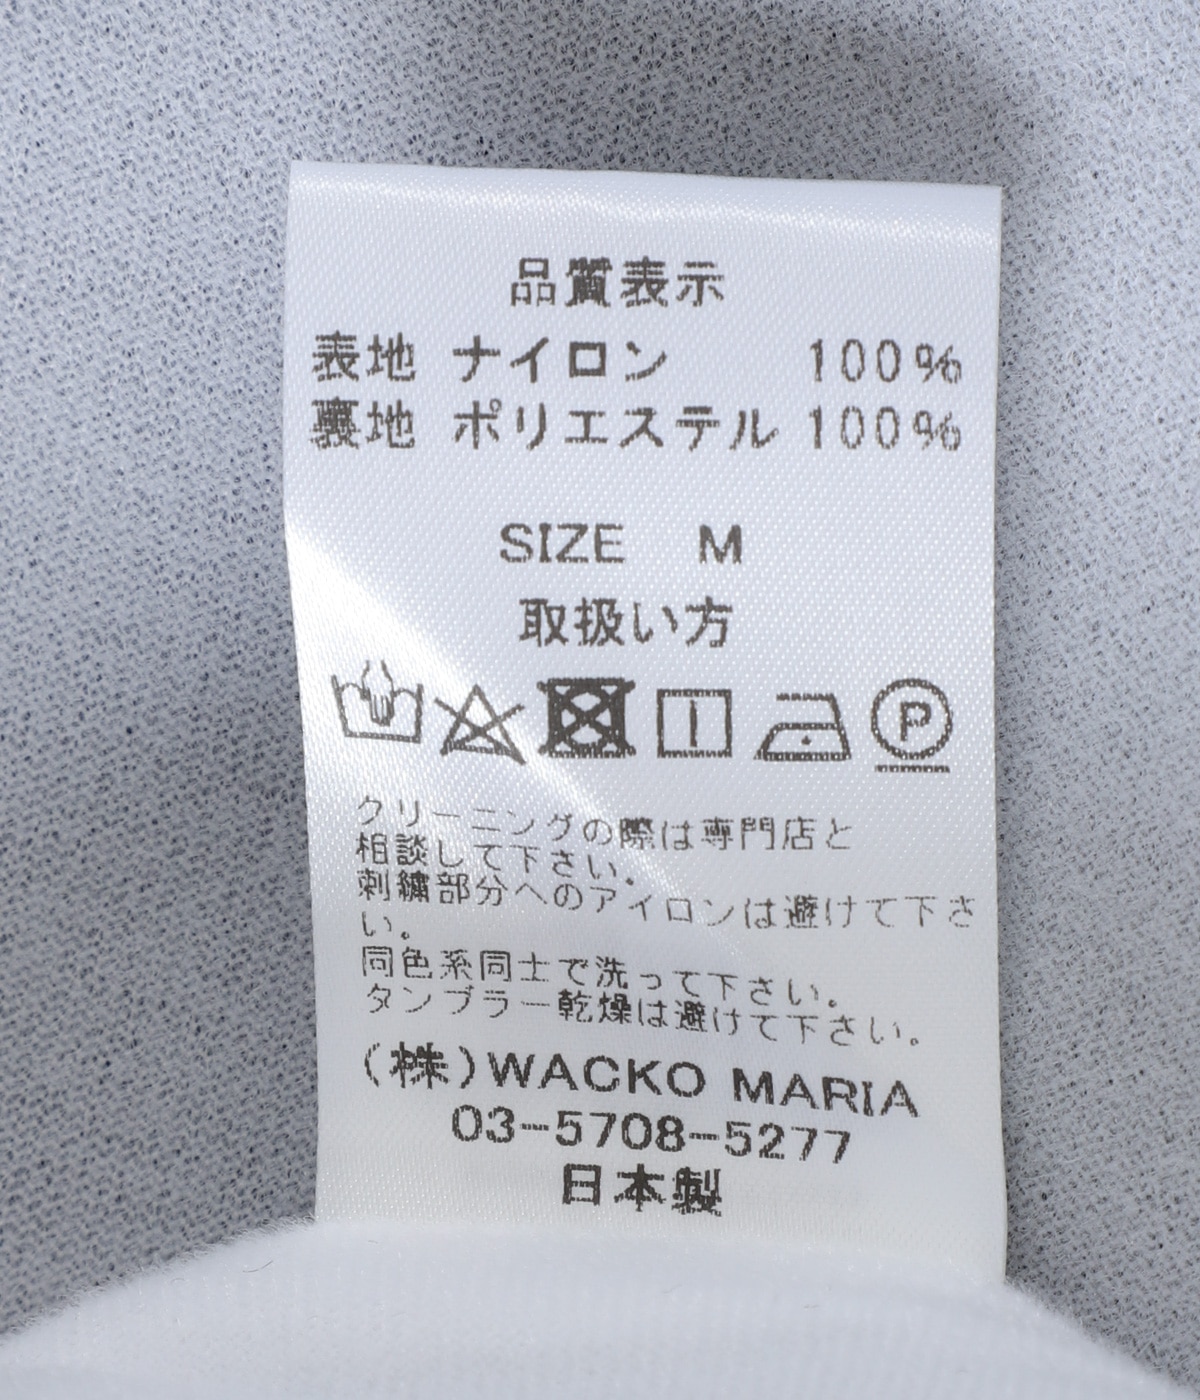 品質表示
表地 ナイロン 100%
裏地 ポリエステル 100%
SIZE M
取扱い方
P
クリーニングの際は専門店と
相談して下さい。
刺繍部分へのアイロンは避けて下さ
い。
同色系同士で洗って下さい。
タンブラー乾燥は避けて下さい。
(株)WACKO MARIA
03-5708-5277
日本製